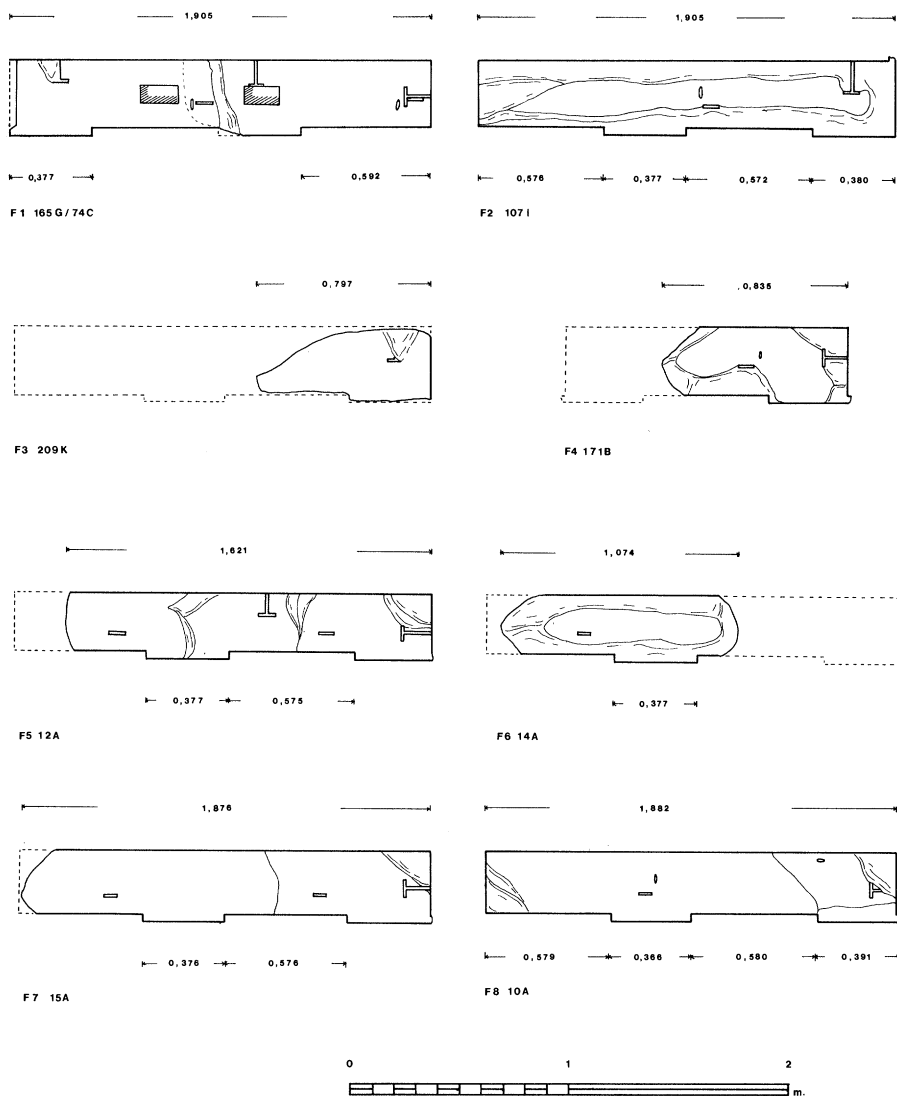 1,905
1,905
0,377
0,592
0,576
0,377
0,572
0,380
F1 165G/74C
F2 107I
0,797
0,835
F3 209K
F4 171B
1,621
1,074
0,377
0,575
0,377
F5 12A
F6 14A
1,876
1,882
0,376
0,576
0,579
0,366
0,580
0,391
F7 15A
F8 10A
0
1
2
m.